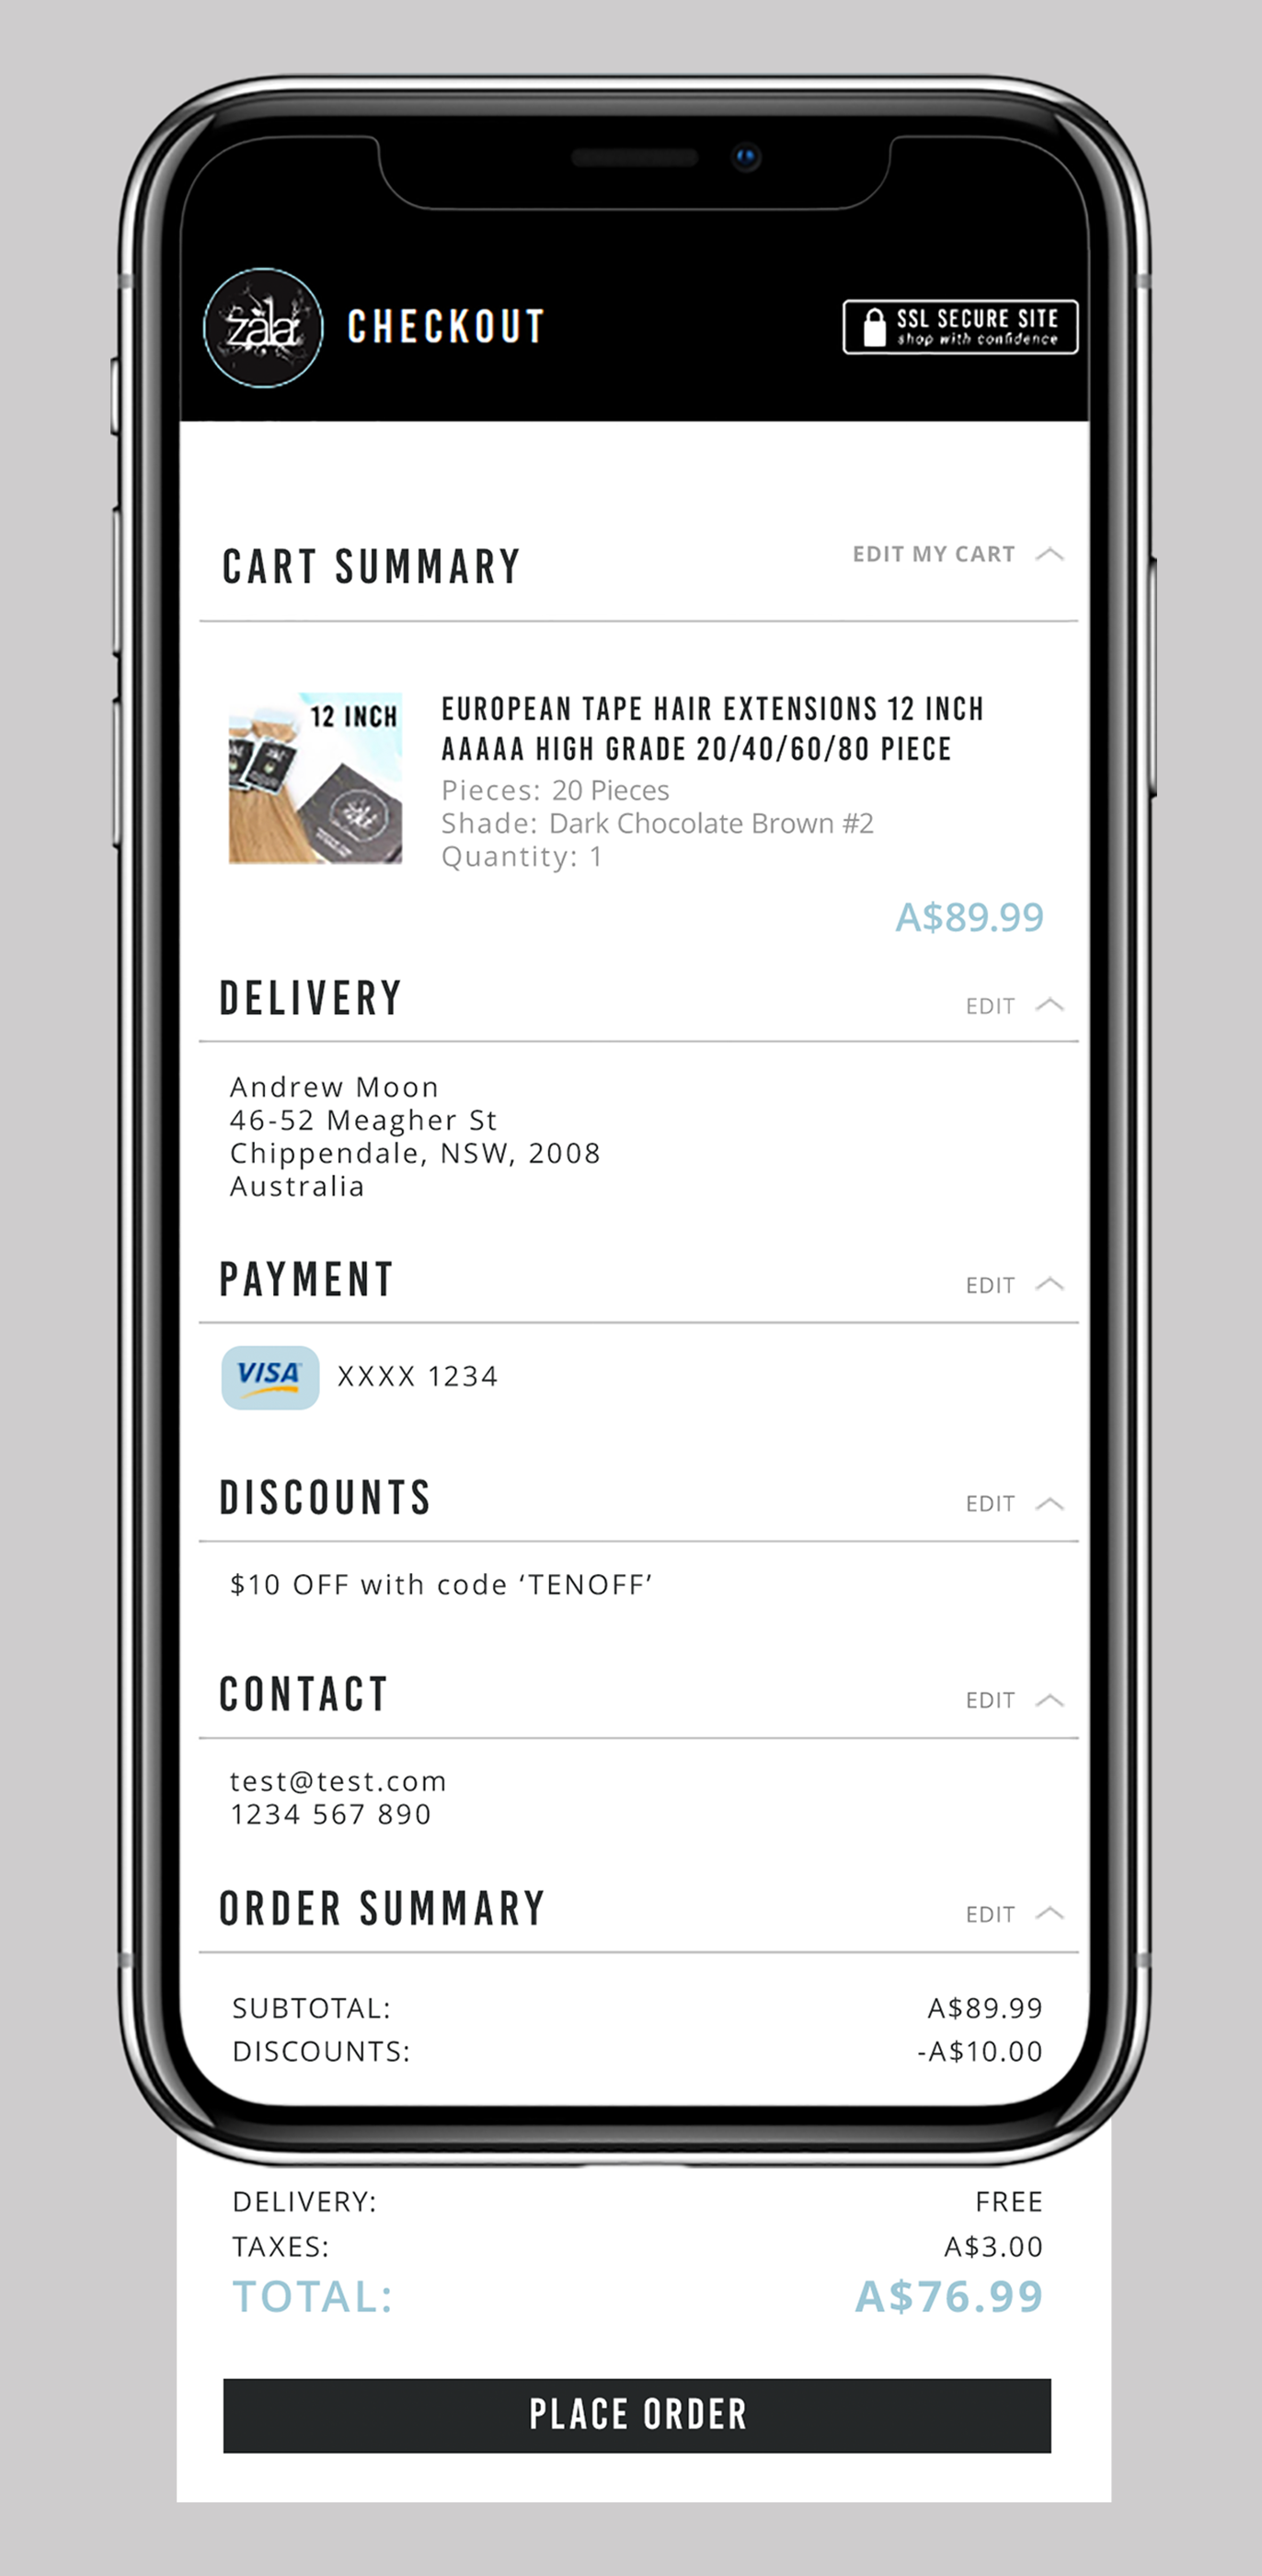 zala
CHECKOUT
SSL SECURE SITE
shop with confidence
CART SUMMARY
EDIT MY CART
12 INCH
EUROPEAN TAPE HAIR EXTENSIONS 12 INCH
AAAAA HIGH GRADE 20/40/60/80 PIECE
Pieces: 20 Pieces
Shade: Dark Chocolate Brown #2
Quantity: 1
A$89.99
DELIVERY
EDIT
Andrew Moon
46-52 Meagher St
Chippendale, NSW, 2008
Australia
PAYMENT
EDIT
VISA XXXX 1234
DISCOUNTS
EDIT
$10 OFF with code ‘TENOFF’
CONTACT
EDIT
test@test.com
1234 567 890
ORDER SUMMARY
EDIT
SUBTOTAL: A$89.99
DISCOUNTS: -A$10.00
DELIVERY: FREE
TAXES: A$3.00
TOTAL: A$76.99
PLACE ORDER